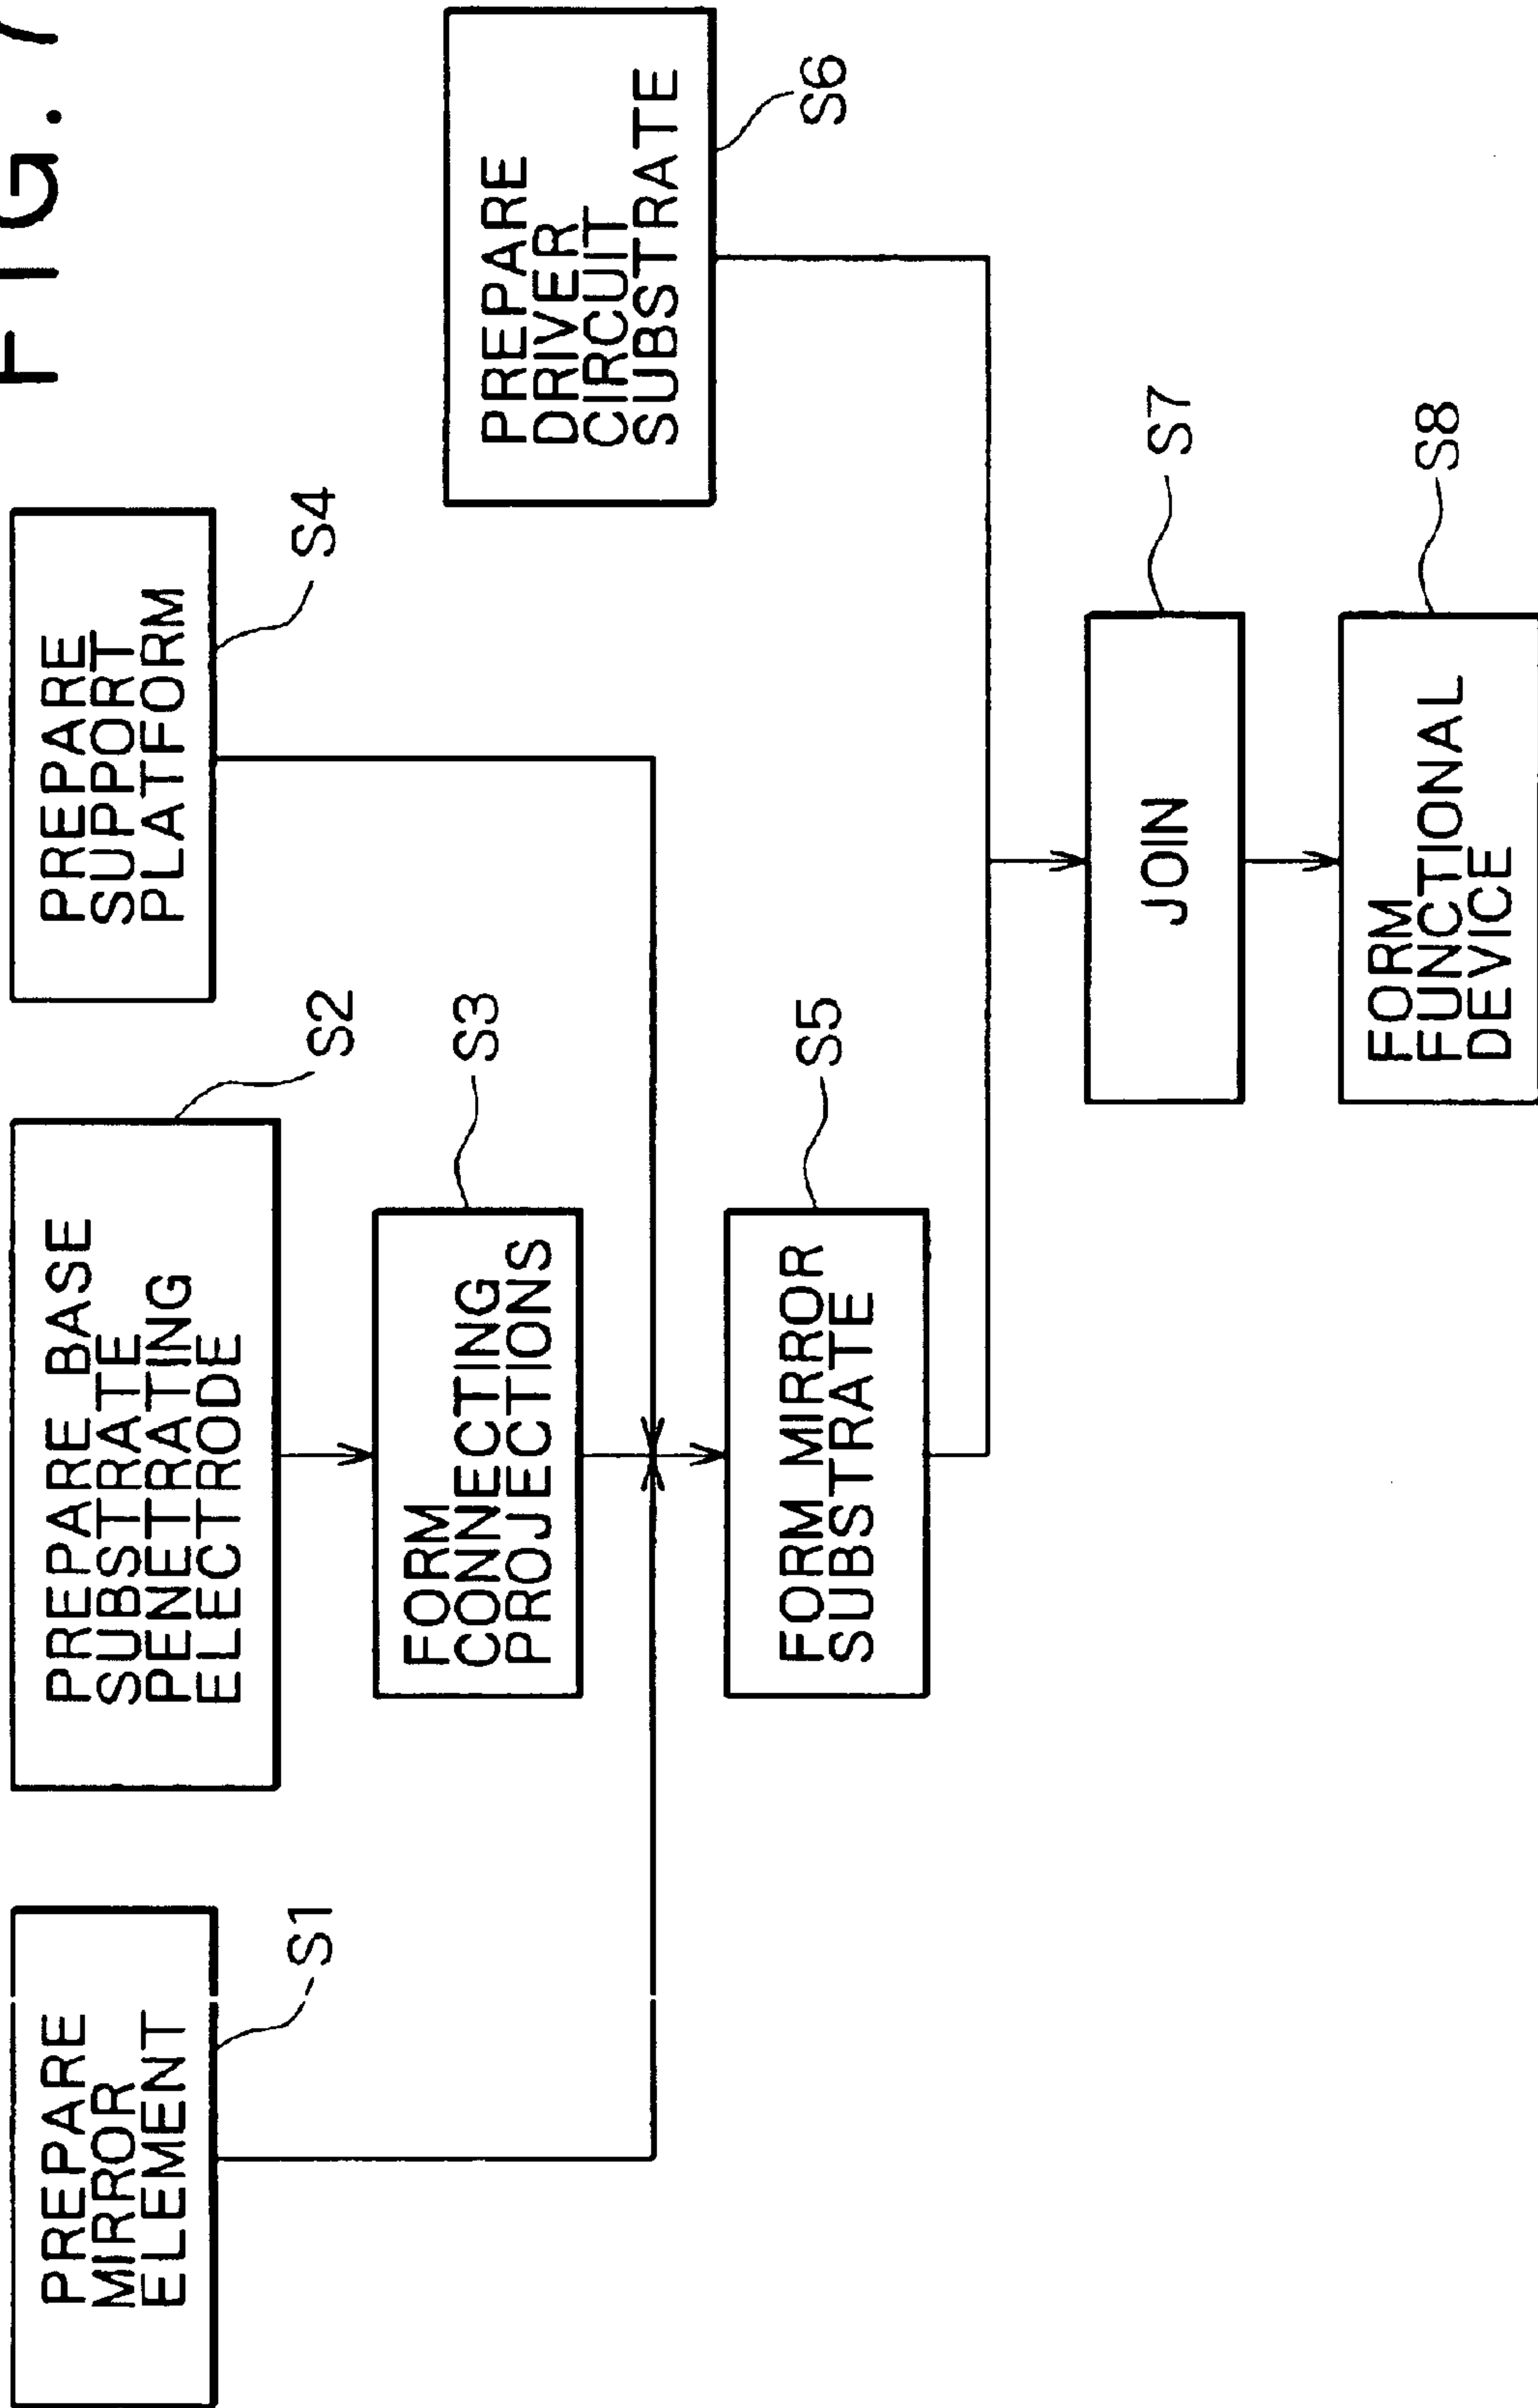 FIG. 7
PREPARE
MIRROR
ELEMENT
S1
PREPARE BASE
SUBSTRATE
PENETRATING
ELECTRODE
S2
FORM
CONNECTING
PROJECTIONS
S3
PREPARE
SUPPORT
PLATFORM
S4
FORM MIRROR
SUBSTRATE
S5
PREPARE
DRIVER
CIRCUIT
SUBSTRATE
S6
JOIN
S7
FORM
FUNCTIONAL
DEVICE
S8